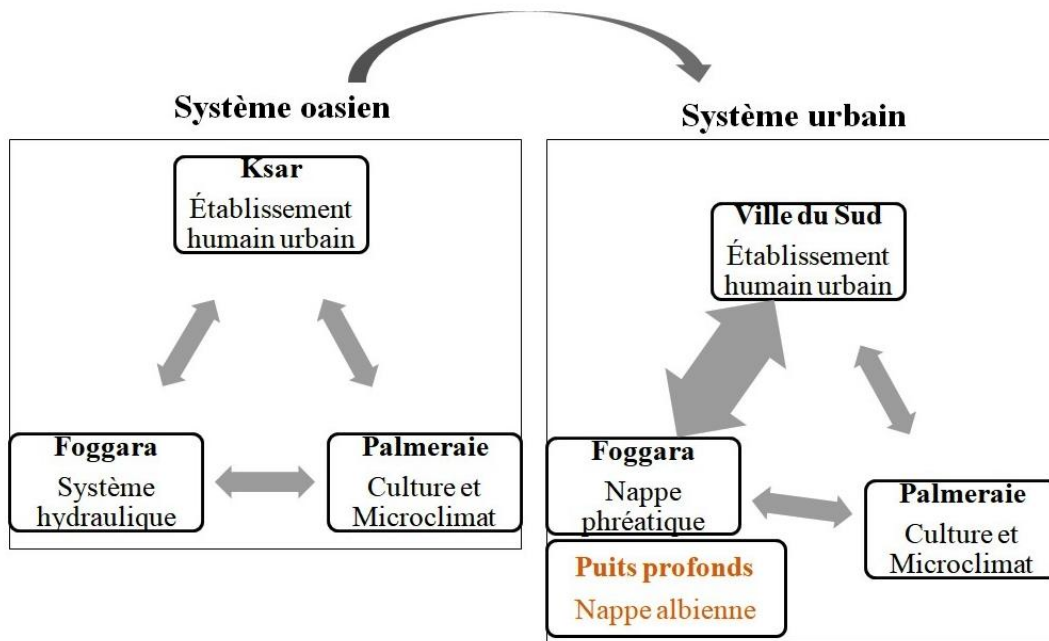 Système oasien
Ksar
Établissement
humain urbain
Foggara
Système
hydraulique
Palmeraie
Culture et
Microclimat
Système urbain
Ville du Sud
Établissement
humain urbain
Foggara
Nappe
phréatique
Puits profonds
Nappe albienne
Palmeraie
Culture et
Microclimat